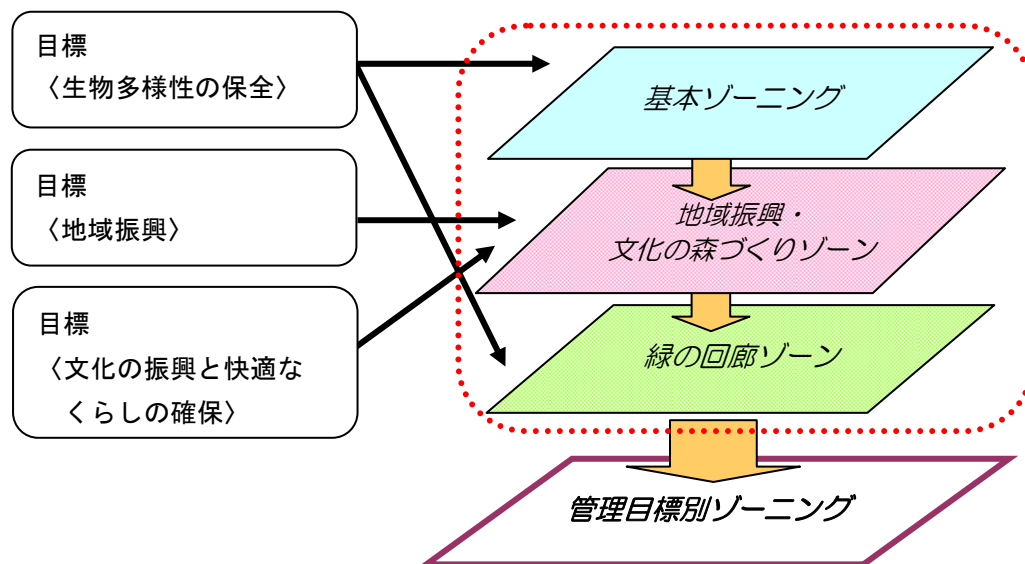 目標
〈生物多様性の保全〉
目標
〈地域振興〉
目標
〈文化の振興と快適な
くらしの確保〉
基本ゾーニング
地域振興・
文化の森づくりゾーン
緑の回廊ゾーン
管理目標別ゾーニング